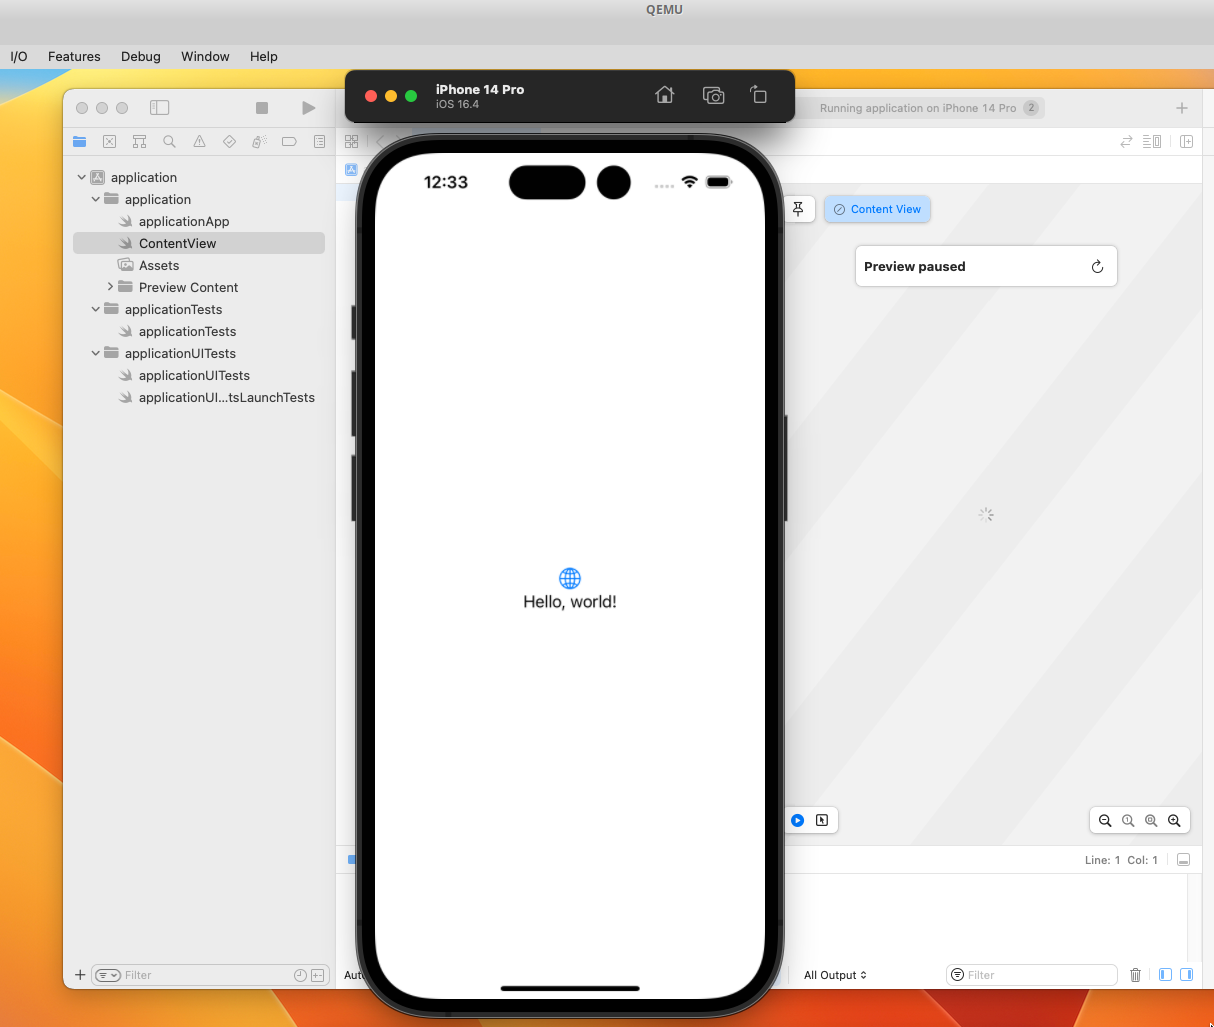 QEMU
I/O Features Debug Window Help
iPhone 14 Pro
iOS 16.4
Running application on iPhone 14 Pro 2
application
application
applicationApp
ContentView
Assets
Preview Content
applicationTests
applicationTests
applicationUITests
applicationUITests
applicationUI...tsLaunchTests
12:33
Content View
Preview paused
Hello, world!
Line: 1 Col: 1
Filter
All Output
Filter